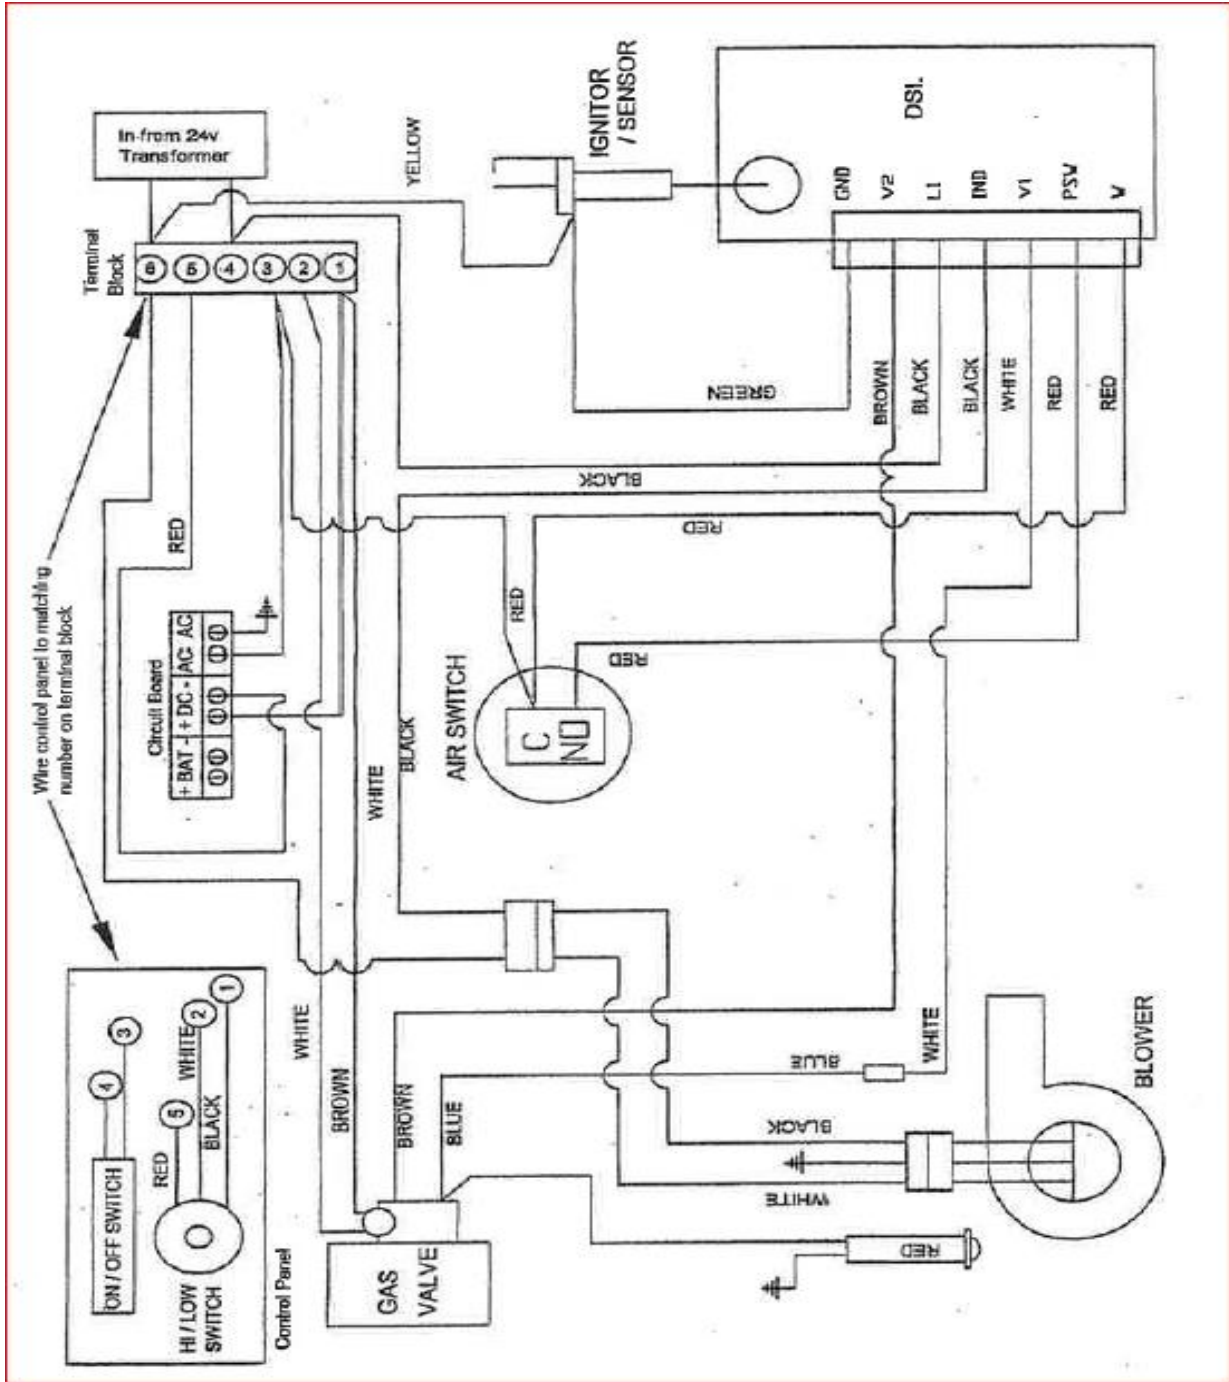 In from 24v
Transformer
Terminal
Block
6
5
4
3
2
1
YELLOW
IGNITOR
/ SENSOR
DSI.
GND
V2
L1
IND
V1
PSW
W
GREEN
BROWN
BLACK
BLACK
WHITE
RED
RED
BLACK
RED
RED
RED
RED
Wire control panel to matching
number on terminal block
Circuit Board
+ BAT - + DC - AC AC
AIR SWITCH
C
NO
WHITE
BLACK
4
3
ON / OFF SWITCH
RED
5
WHITE
2
BLACK
1
HI / LOW
SWITCH
Control Panel
WHITE
BROWN
BROWN
BLUE
BLUE
WHITE
BLACK
WHITE
GAS
VALVE
RED
BLOWER